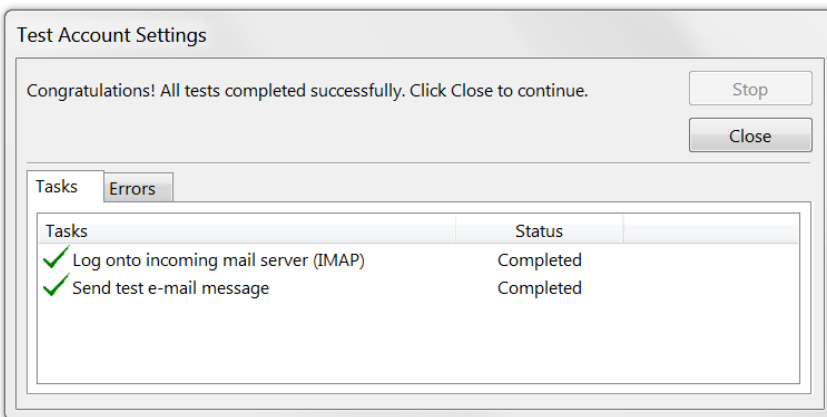 Test Account Settings
Congratulations! All tests completed successfully. Click Close to continue.
Stop
Close
Tasks
Errors
Tasks Status
Log onto incoming mail server (IMAP) Completed
Send test e-mail message Completed